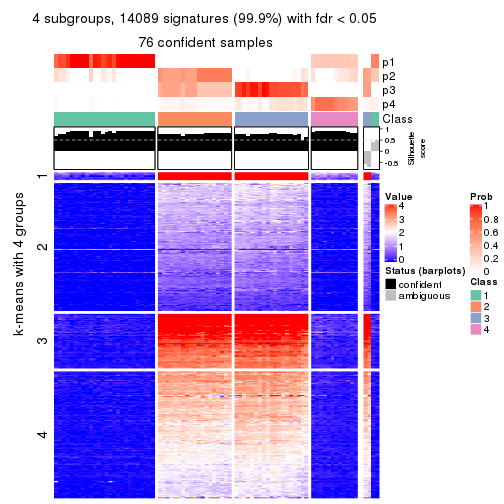 4 subgroups, 14089 signatures (99.9%) with fdr < 0.05
76 confident samples
p1
p2
p3
p4
Class
1
0.5
0
-0.5
Silhouette
score
k-means with 4 groups
1
2
3
4
Value
4
3
2
1
0
Prob
1
0.8
0.6
0.4
0.2
0
Status (barplots)
confident
ambiguous
Class
1
2
3
4